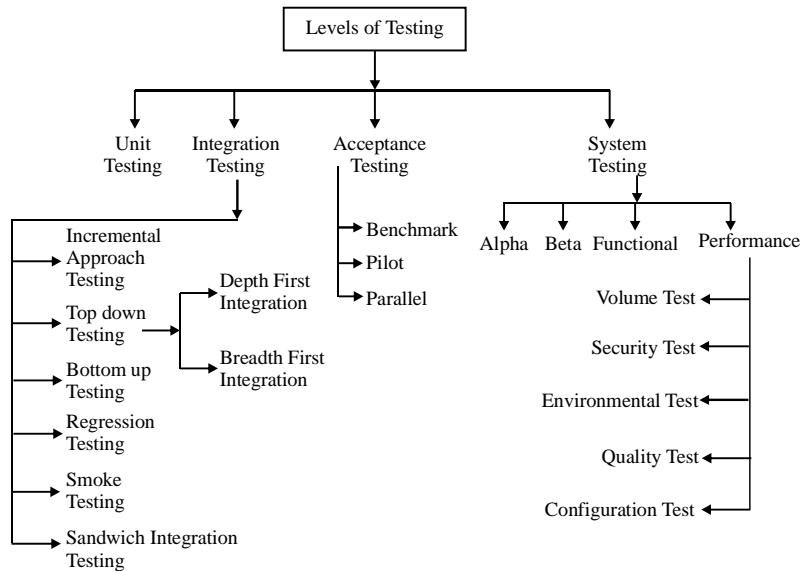 Levels of Testing
Unit
Testing
Integration
Testing
Acceptance
Testing
System
Testing
Incremental
Approach
Testing
Top down
Testing
Depth First
Integration
Breadth First
Integration
Bottom up
Testing
Regression
Testing
Smoke
Testing
Sandwich Integration
Testing
Benchmark
Pilot
Parallel
Alpha
Beta
Functional
Performance
Volume Test
Security Test
Environmental Test
Quality Test
Configuration Test